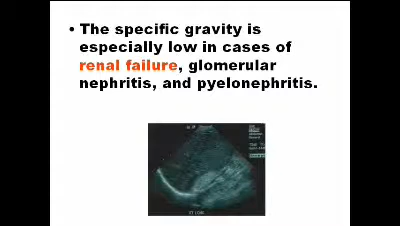 • The specific gravity is
especially low in cases of
renal failure, glomerular
nephritis, and pyelonephritis.